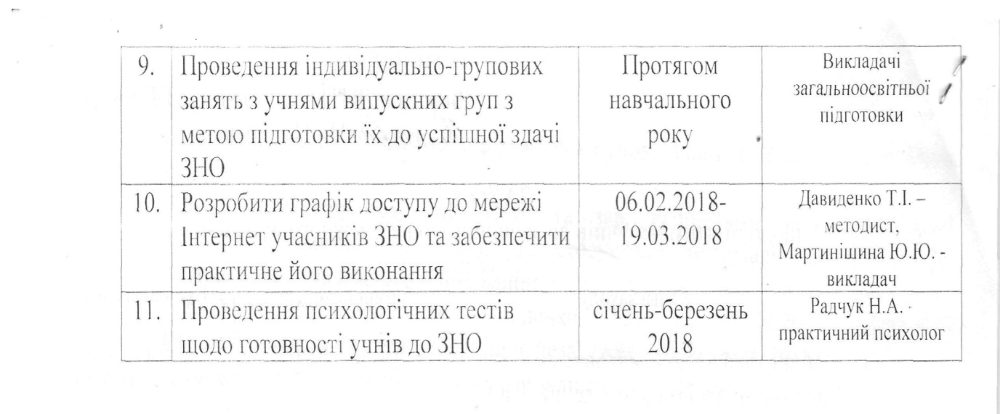 9. Проведення індивідуально-групових Протягом Викладачі
занять з учнями випускних груп з навчального загальноосвітньої
метою підготовки їх до успішної здачі року підготовки
ЗНО
10. Розробити графік доступу до мережі 06.02.2018- Давиденко Т.І. –
Інтернет учасників ЗНО та забезпечити 19.03.2018 методист,
практичне його виконання Мартинішина Ю.Ю. -
викладач
11. Проведення психологічних тестів січень-березень Радчук Н.А. -
щодо готовності учнів до ЗНО 2018 практичний психолог